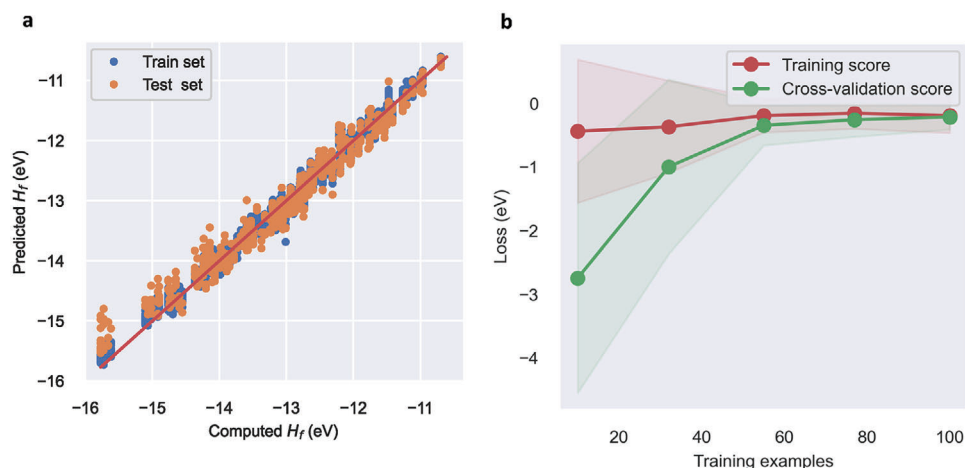 a
Train set
Test set
−11
−12
−13
−14
−15
−16
Predicted H_f (eV)
−16 −15 −14 −13 −12 −11
Computed H_f (eV)
b
Training score
Cross-validation score
0
−1
−2
−3
−4
Loss (eV)
20 40 60 80 100
Training examples